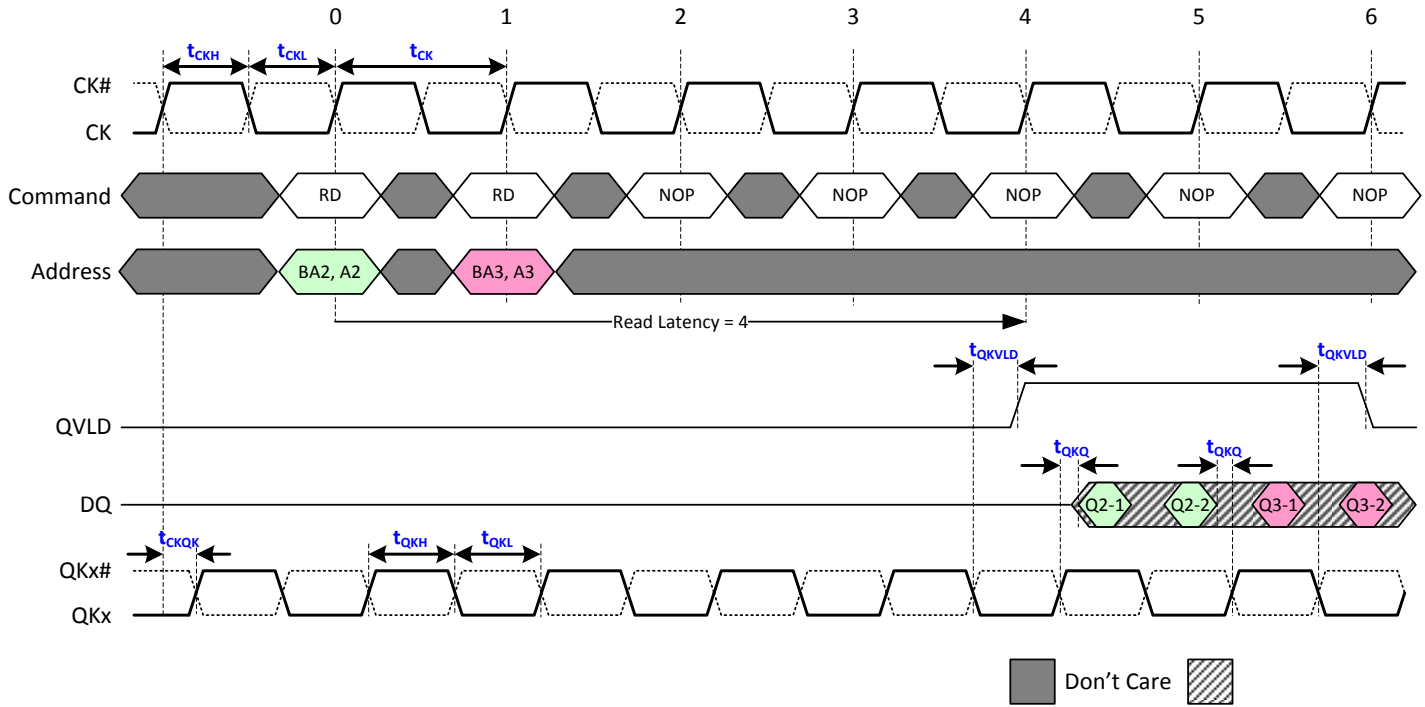 0 1 2 3 4 5 6
tCKH tCKL tCK
CK#
CK
Command RD RD NOP NOP NOP NOP NOP
Address BA2, A2 BA3, A3
Read Latency = 4
tQKVLD tQKVLD
QVLD
tQKQ tQKQ
DQ Q2-1 Q2-2 Q3-1 Q3-2
tCKQK tQKH tQKL
QKx#
QKx
Don't Care